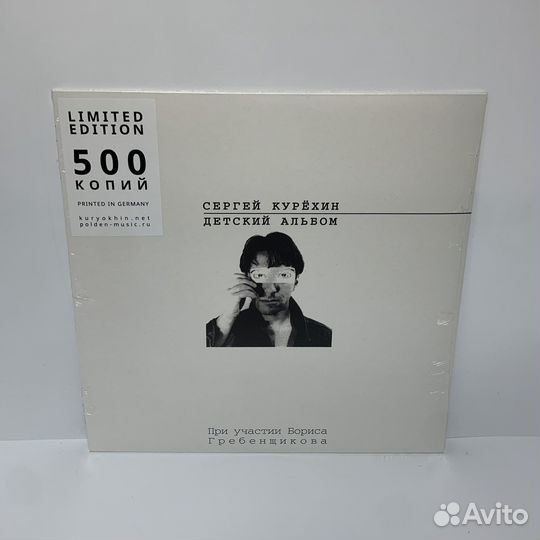 LIMITED
EDITION
500
КОПИЙ
PRINTED IN GERMANY
kuryokhin.net
polden-music.ru
СЕРГЕЙ КУРЁХИН
ДЕТСКИЙ АЛЬБОМ
При участии Бориса
Гребенщикова
Avito